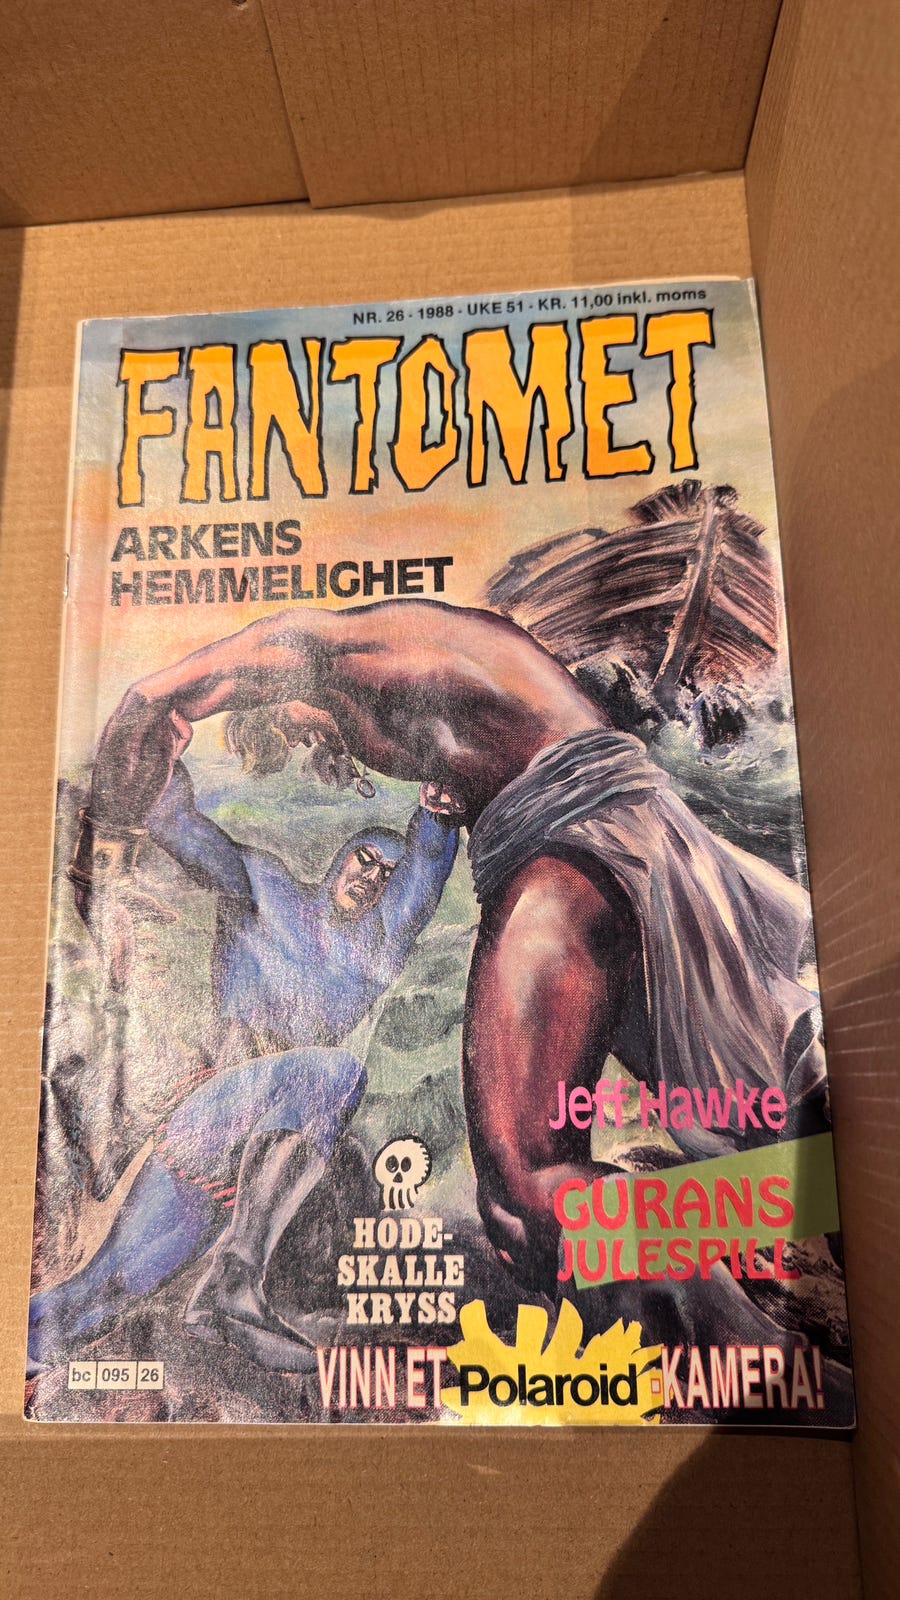 NR. 26 - 1988 - UKE 51 - KR. 11,00 inkl. moms
FANTOMET
ARKENS
HEMMELIGHET
Jeff Hawke
GURANS
JULESPILL
HODE-
SKALLE
KRYSS
VINN ET Polaroid-KAMERA!
bc 095 26